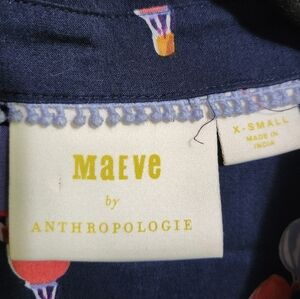 MaEve
by
ANTHROPOLOGIE
X-SMALL
MADE IN
INDIA